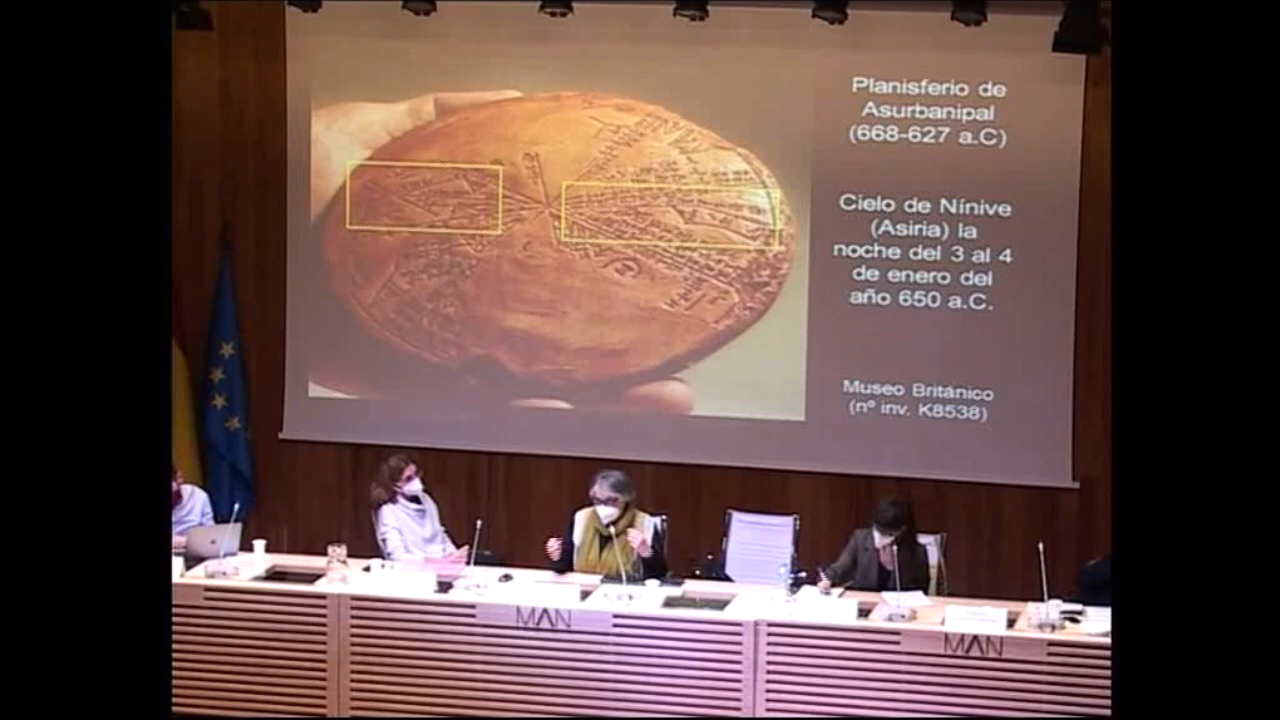 Planisferio de
Asurbanipal
(668-627 a.C)
Cielo de Nínive
(Asiria) la
noche del 3 al 4
de enero del
año 650 a.C.
Museo Británico
(nº inv. K8538)
MAN
MAN